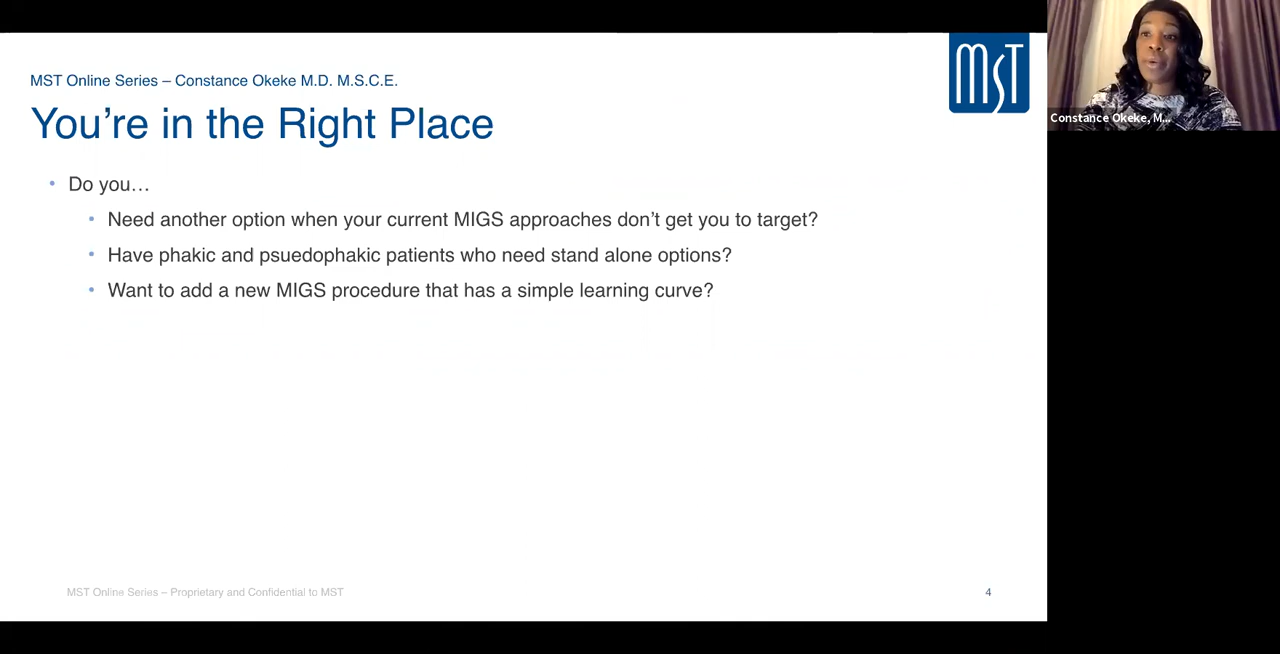 MST Online Series – Constance Okeke M.D. M.S.C.E.
MST
You’re in the Right Place
Constance Okeke, M...
• Do you…
• Need another option when your current MIGS approaches don’t get you to target?
• Have phakic and psuedophakic patients who need stand alone options?
• Want to add a new MIGS procedure that has a simple learning curve?
MST Online Series – Proprietary and Confidential to MST
4